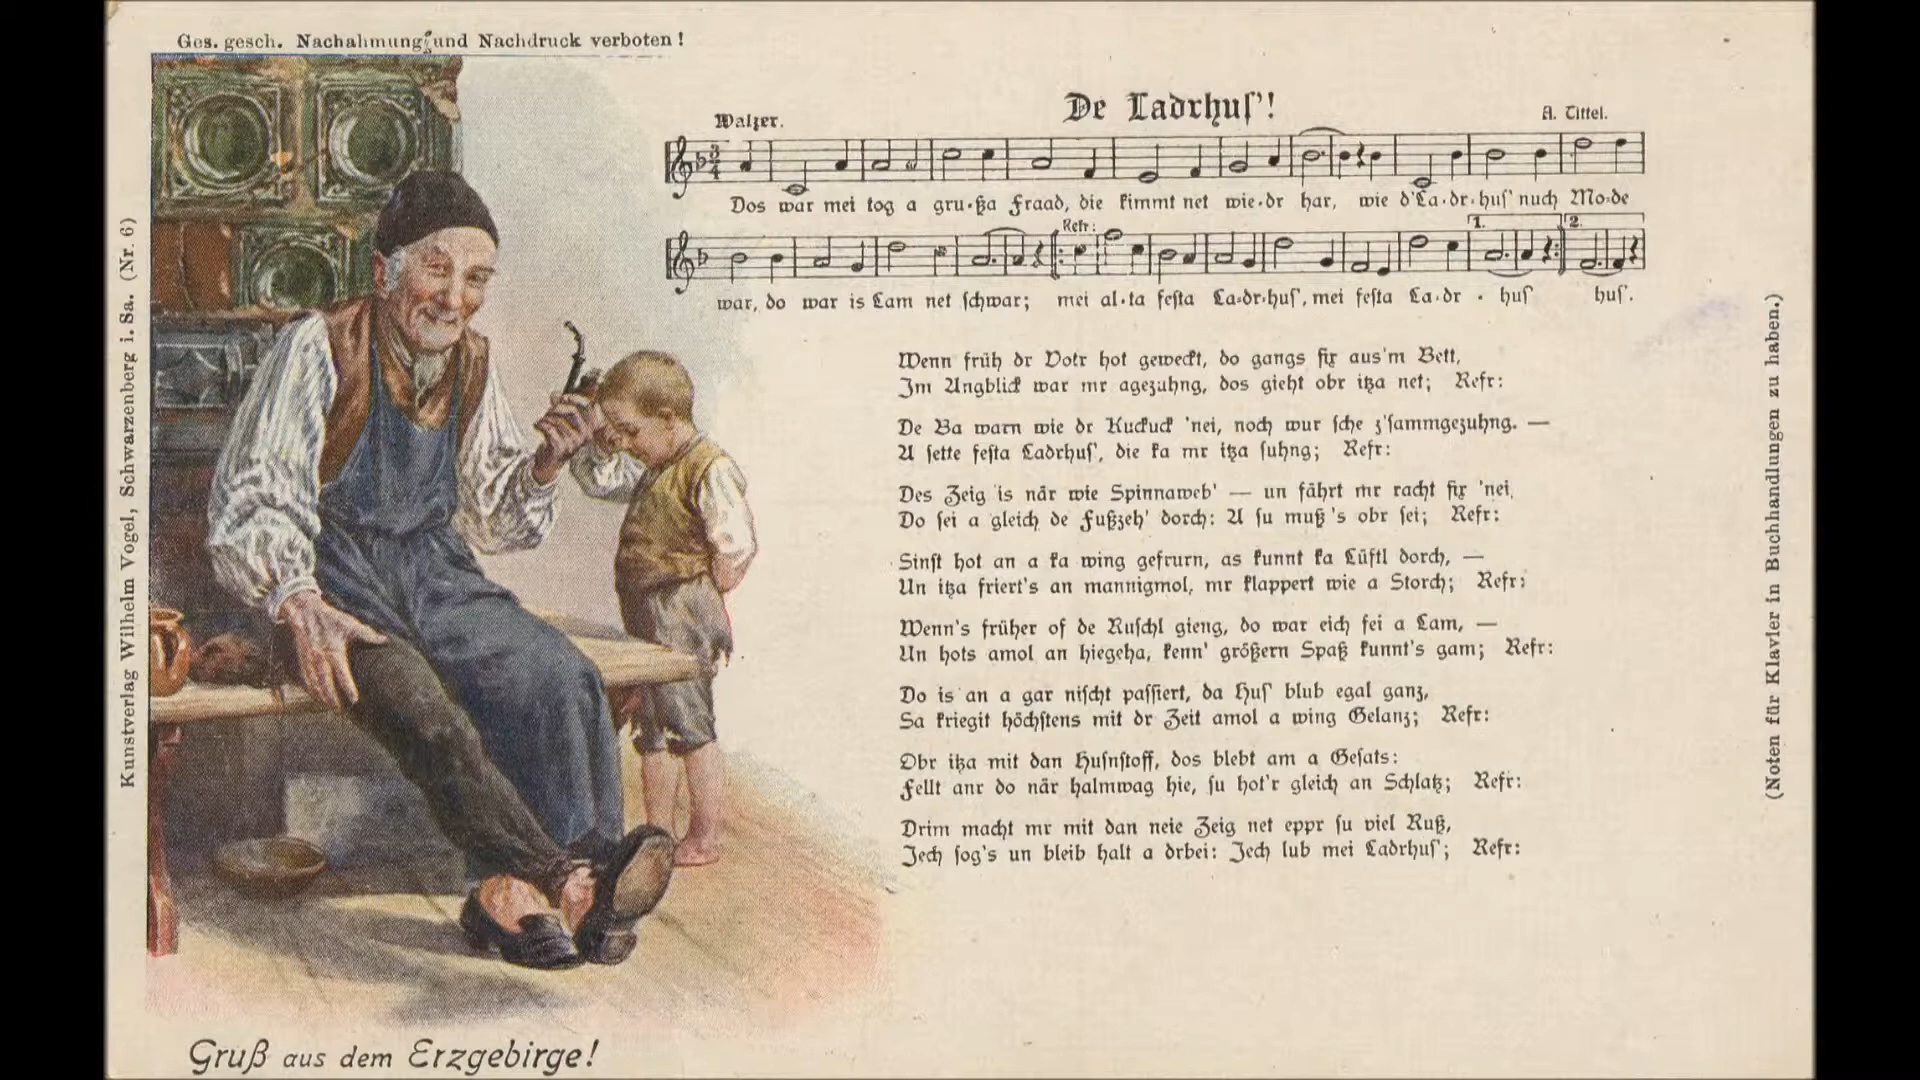 Ges. gesch. Nachahmung und Nachdruck verboten!
De Ladrhus'!
Walzer.
A. Tittel.
Dos war mei tog a gru-ßa Fraad, die kimmt net wie-dr har, wie d'La-dr-hus' nuch Mo-de
Refr:
1.
2.
war, do war is Lam net schwar; mei al-ta festa La-dr-hus', mei festa La-dr - hus' hus'.
Wenn früh dr Votr hot geweckt, do gangs fix aus'm Bett,
Im Angblick war mr agezuhng, dos gieht obr itza net; Refr:
De Ba warn wie dr Kuckuck 'nei, noch wur sche z'sammgezuhng. —
A sette festa Ladrhus', die ka mr itza suhng; Refr:
Des Zeig is när wie Spinnaweb' — un fährt mr racht fix 'nei,
Do sei a gleich de Fußzeh' dorch: A su muß's obr sei; Refr:
Sinst hot an a ka wing gefrurn, as kunnt ka Lüftl dorch, —
Un itza friert's an mannigmol, mr klappert wie a Storch; Refr:
Wenn's früher of de Ruschl gieng, do war eich fei a Lam, —
Un hots amol an hiegeha, kenn' größern Spaß kunnt's gam; Refr:
Do is an a gar nischt passiert, da Hus' blub egal ganz,
Sa kriegit höchstens mit dr Zeit amol a wing Gelanz; Refr:
Obr itza mit dan Husnstoff, dos blebt am a Gesats:
Fellt anr do när halmwag hie, su hot'r gleich an Schlatz; Refr:
Drim macht mr mit dan neie Zeig net eppr su viel Ruß,
Jech sog's un bleib halt a drbei: Jech lub mei Ladrhus'; Refr:
Kunstverlag Wilhelm Vogel, Schwarzenberg i. Sa. (Nr. 6)
(Noten für Klavier in Buchhandlungen zu haben.)
Gruß aus dem Erzgebirge!